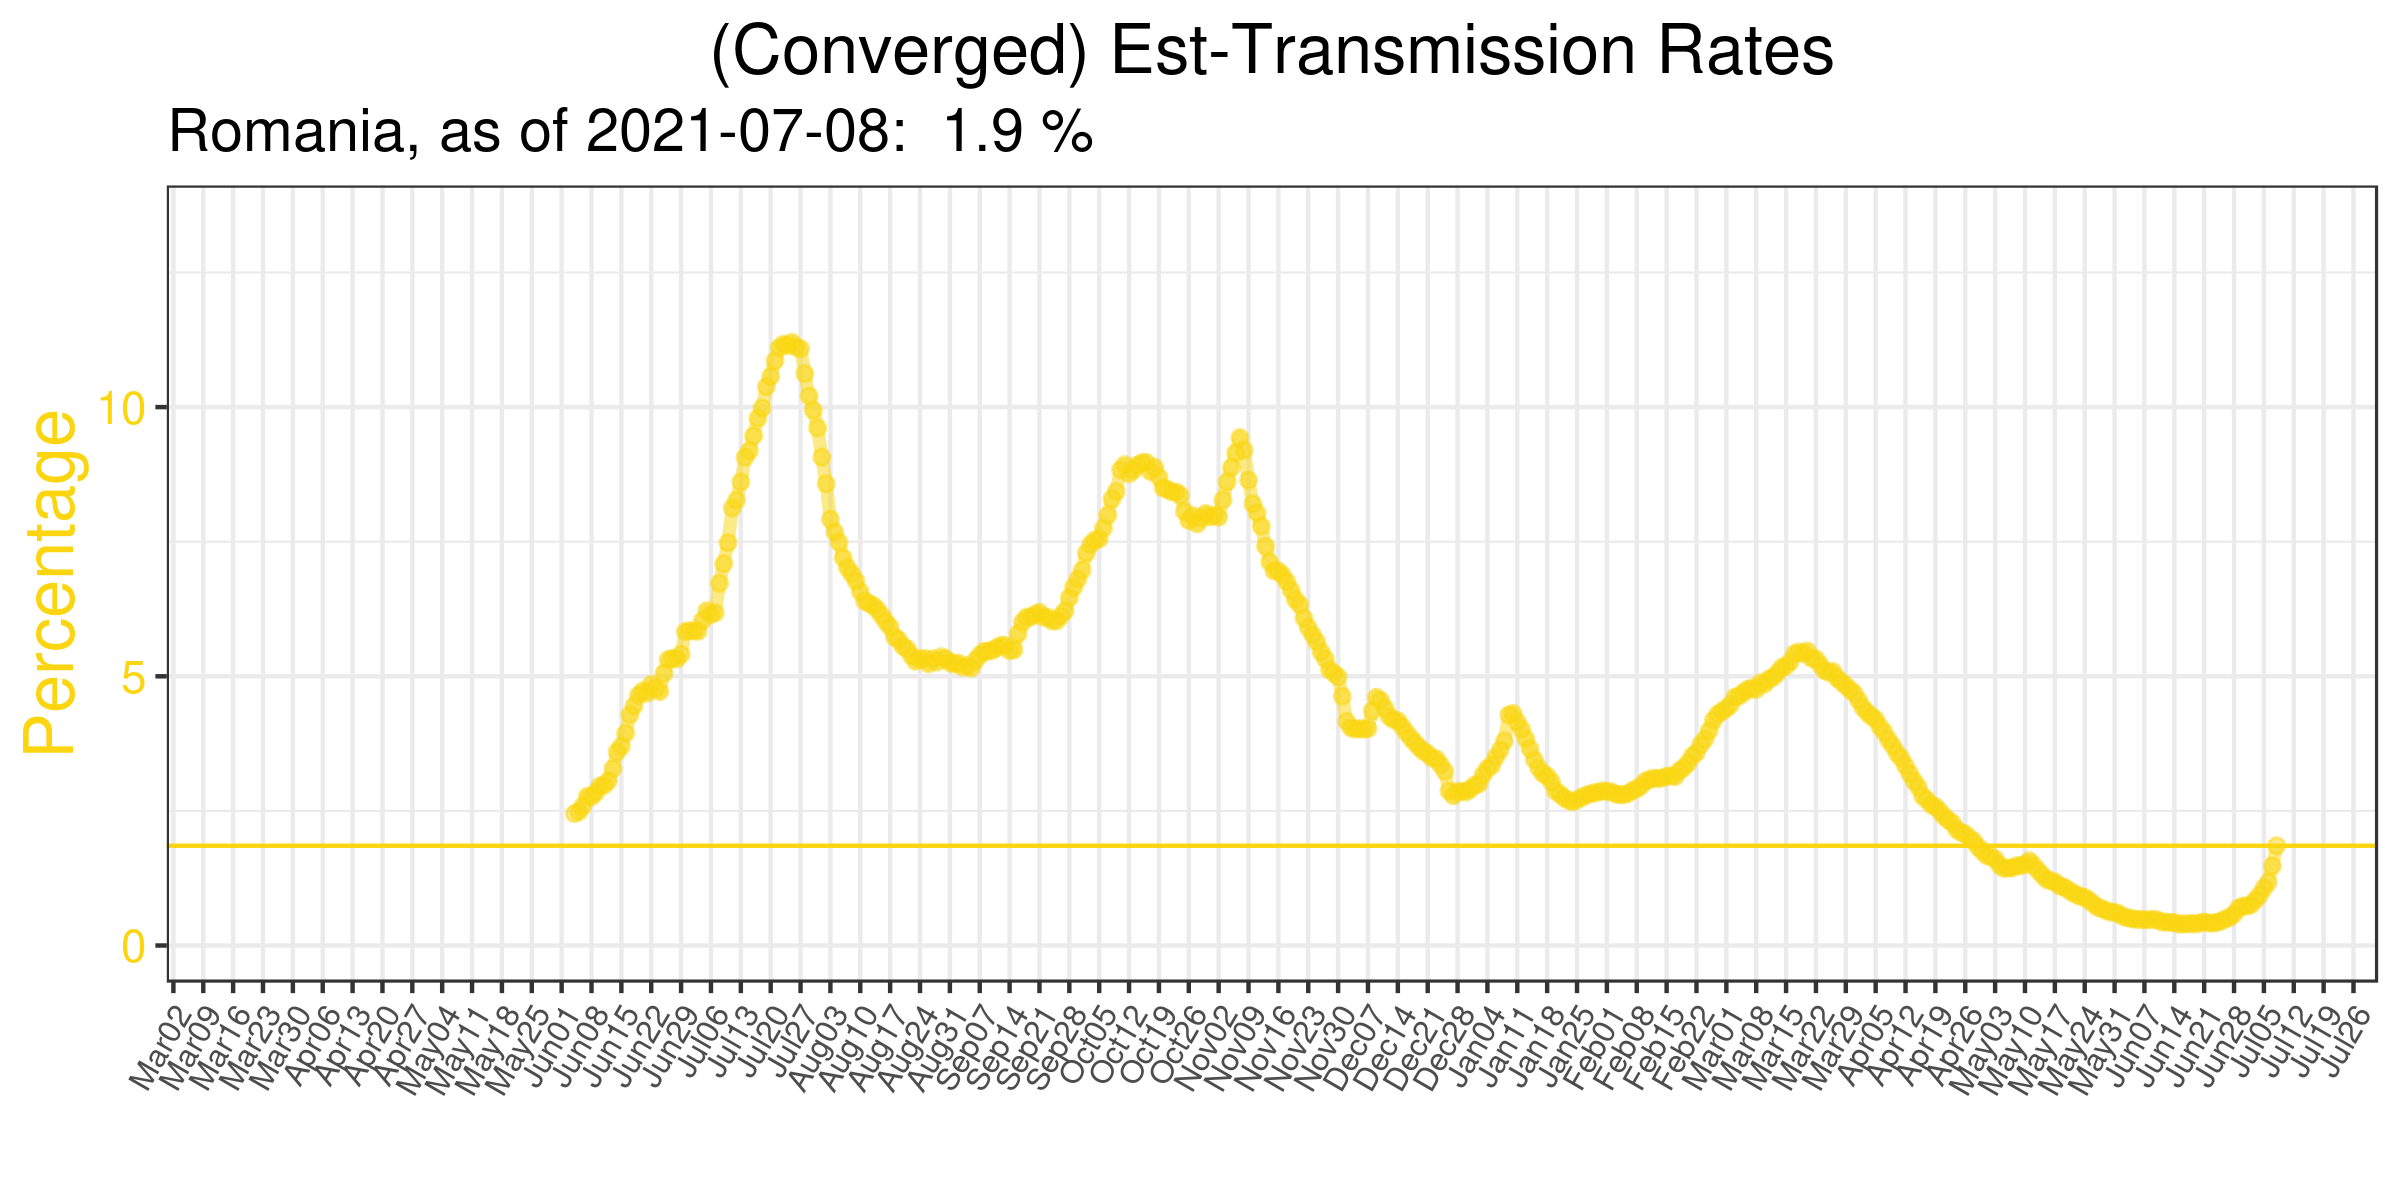 (Converged) Est-Transmission Rates
Romania, as of 2021-07-08:  1.9 %
Percentage
10
5
0
Mar02
Mar09
Mar16
Mar23
Mar30
Apr06
Apr13
Apr20
Apr27
May04
May11
May18
May25
Jun01
Jun08
Jun15
Jun22
Jun29
Jul06
Jul13
Jul20
Jul27
Aug03
Aug10
Aug17
Aug24
Aug31
Sep07
Sep14
Sep21
Sep28
Oct05
Oct12
Oct19
Oct26
Nov02
Nov09
Nov16
Nov23
Nov30
Dec07
Dec14
Dec21
Dec28
Jan04
Jan11
Jan18
Jan25
Feb01
Feb08
Feb15
Feb22
Mar01
Mar08
Mar15
Mar22
Mar29
Apr05
Apr12
Apr19
Apr26
May03
May10
May17
May24
May31
Jun07
Jun14
Jun21
Jun28
Jul05
Jul12
Jul19
Jul26